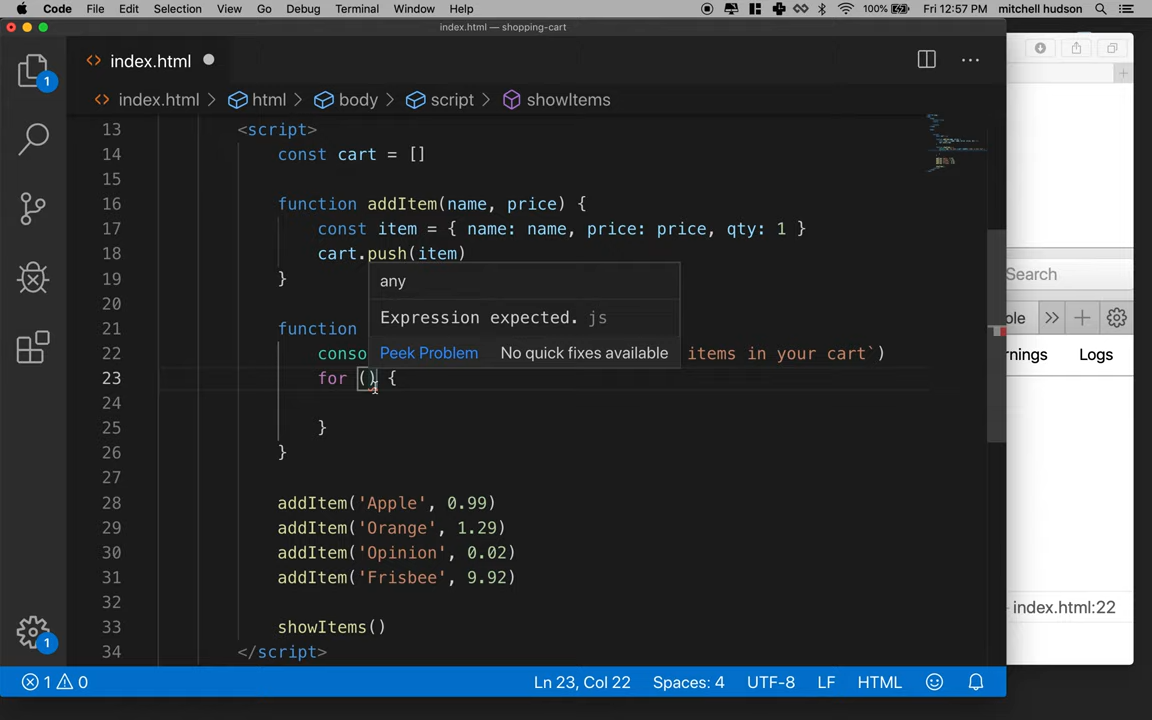 Code File Edit Selection View Go Debug Terminal Window Help 100% Fri 12:57 PM mitchell hudson
index.html — shopping-cart
1 index.html
index.html > html > body > script > showItems
13 <script>
14 const cart = []
15
16 function addItem(name, price) {
17 const item = { name: name, price: price, qty: 1 }
18 cart.push(item)
19 }
20
21 function
22 conso items in your cart`)
23 for () {
24
25 }
26 }
27
28 addItem('Apple', 0.99)
29 addItem('Orange', 1.29)
30 addItem('Opinion', 0.02)
31 addItem('Frisbee', 9.92)
32
33 showItems()
34 </script>
any
Expression expected. js
Peek Problem No quick fixes available
Search
ole >>
rnings Logs
index.html:22
1
1 0 Ln 23, Col 22 Spaces: 4 UTF-8 LF HTML